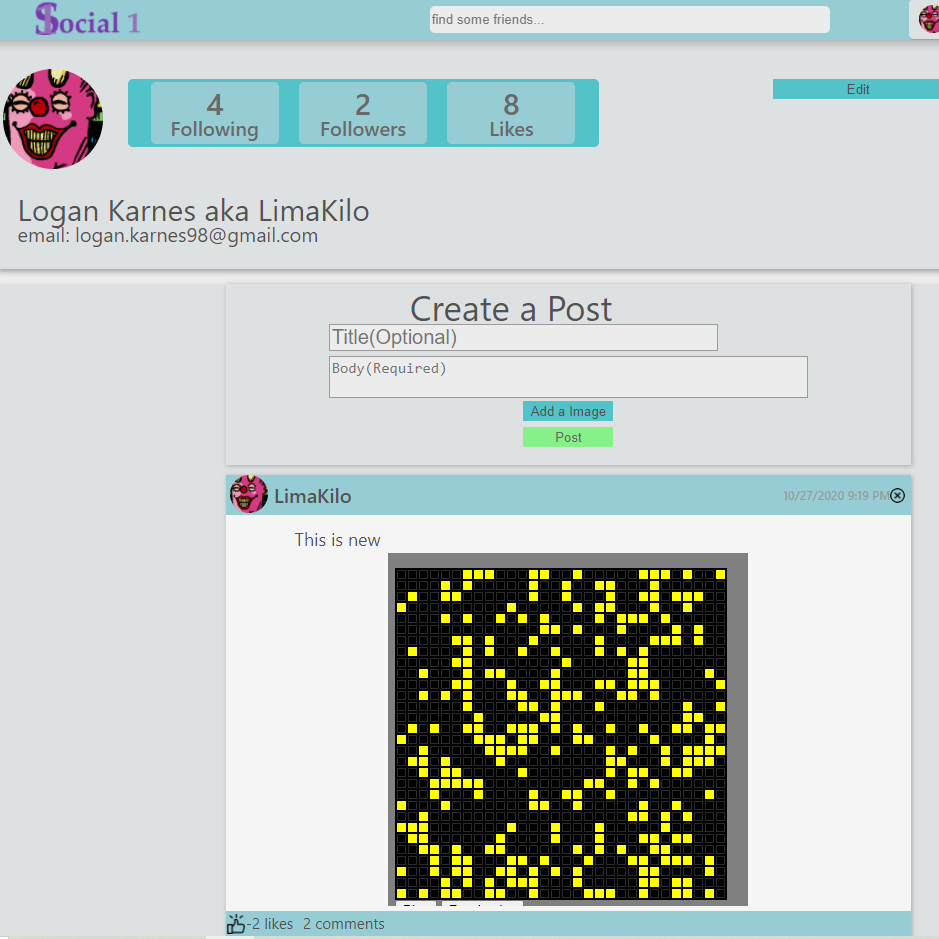 Social 1
find some friends...
4
Following
2
Followers
8
Likes
Edit
Logan Karnes aka LimaKilo
email: logan.karnes98@gmail.com
Create a Post
Title(Optional)
Body(Required)
Add a Image
Post
LimaKilo
10/27/2020 9:19 PM
This is new
-2 likes 2 comments